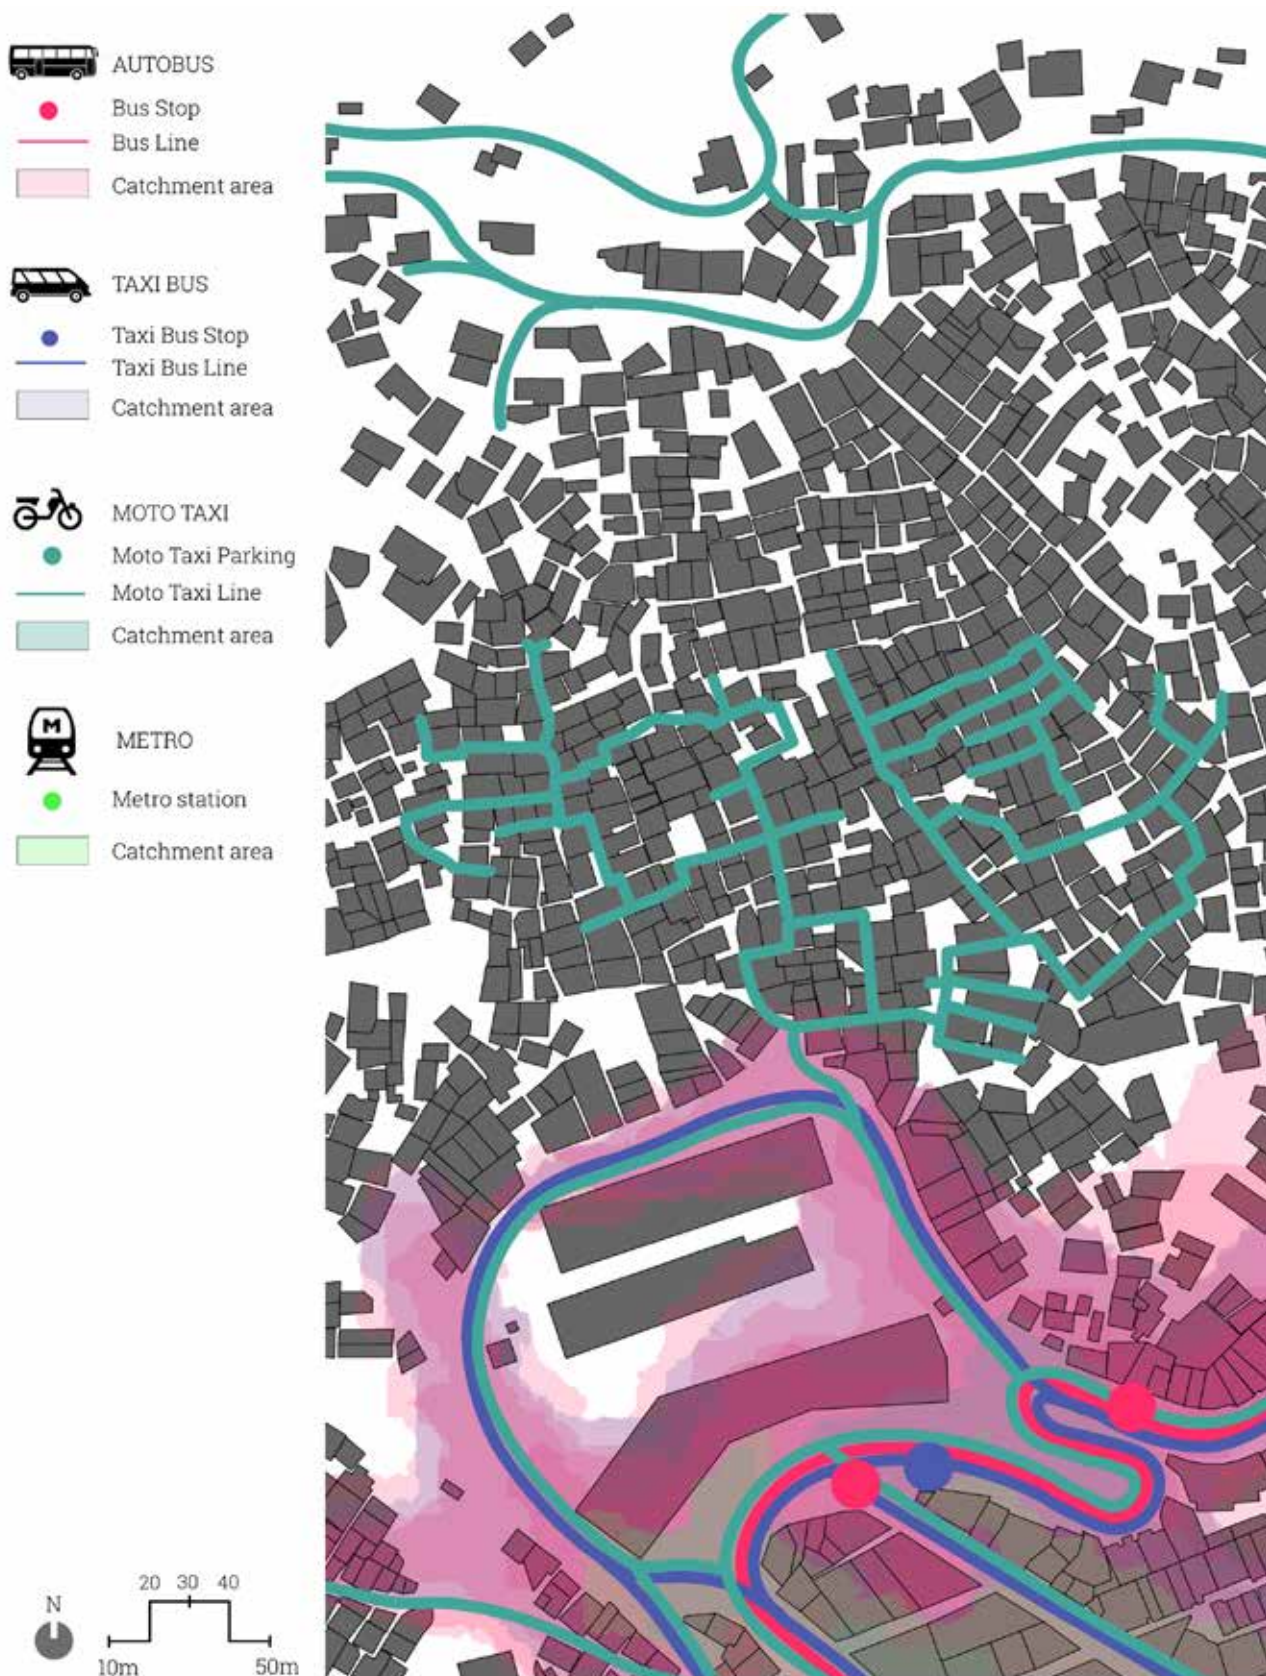 AUTOBUS
Bus Stop
Bus Line
Catchment area
TAXI BUS
Taxi Bus Stop
Taxi Bus Line
Catchment area
MOTO TAXI
Moto Taxi Parking
Moto Taxi Line
Catchment area
M
METRO
Metro station
Catchment area
N
20 30 40
10m 50m